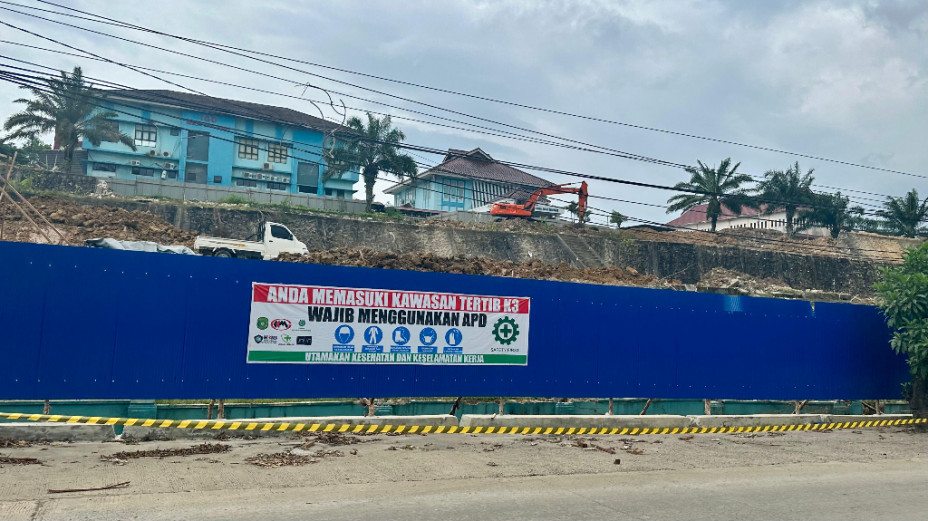 ANDA MEMASUKI KAWASAN TERTIB K3
WAJIB MENGGUNAKAN APD
UTAMAKAN KESEHATAN DAN KESELAMATAN KERJA